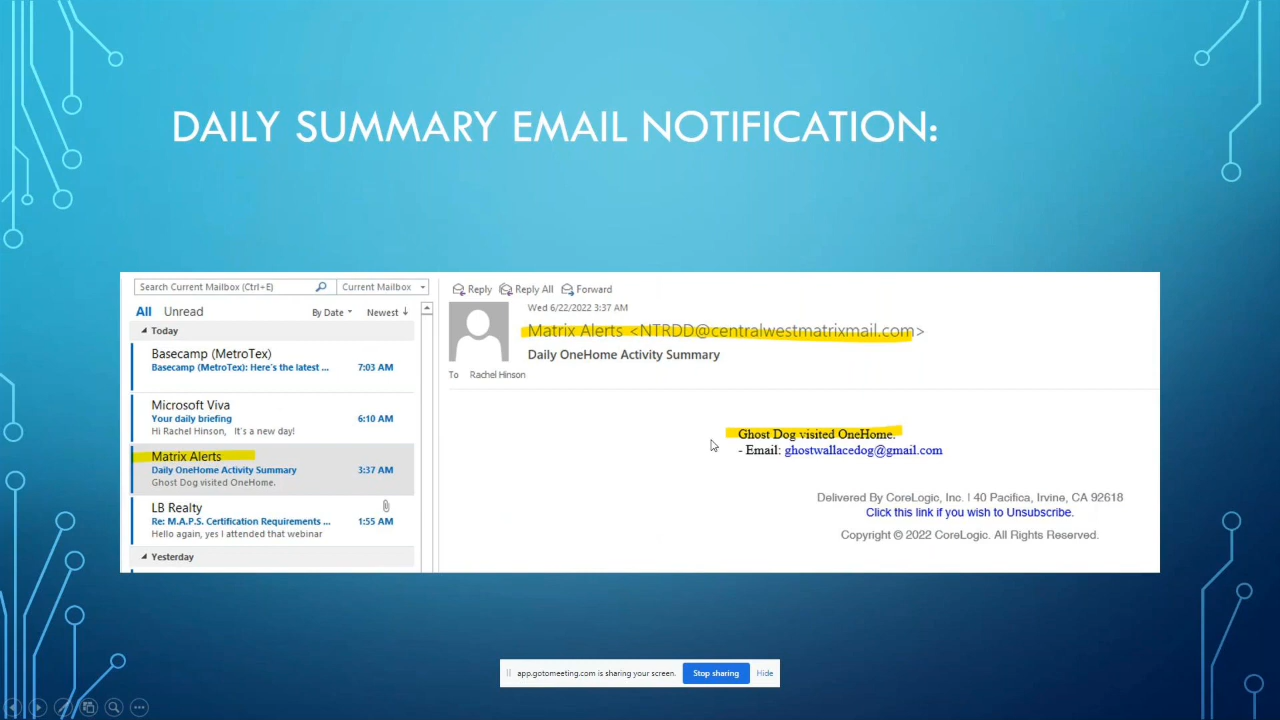 DAILY SUMMARY EMAIL NOTIFICATION:
Search Current Mailbox (Ctrl+E)
Current Mailbox
All Unread
By Date Newest
Today
Basecamp (MetroTex)
Basecamp (MetroTex): Here's the latest ... 7:03 AM
Microsoft Viva
Your daily briefing 6:10 AM
Hi Rachel Hinson, It's a new day!
Matrix Alerts
Daily OneHome Activity Summary 3:37 AM
Ghost Dog visited OneHome.
LB Realty
Re: M.A.P.S. Certification Requirements ... 1:55 AM
Hello again, yes I attended that webinar
Yesterday
Reply Reply All Forward
Wed 6/22/2022 3:37 AM
Matrix Alerts <NTRDD@centralwestmatrixmail.com>
Daily OneHome Activity Summary
To Rachel Hinson
Ghost Dog visited OneHome.
- Email: ghostwallacedog@gmail.com
Delivered By CoreLogic, Inc. | 40 Pacifica, Irvine, CA 92618
Click this link if you wish to Unsubscribe.
Copyright © 2022 CoreLogic. All Rights Reserved.
app.gotomeeting.com is sharing your screen. Stop sharing Hide